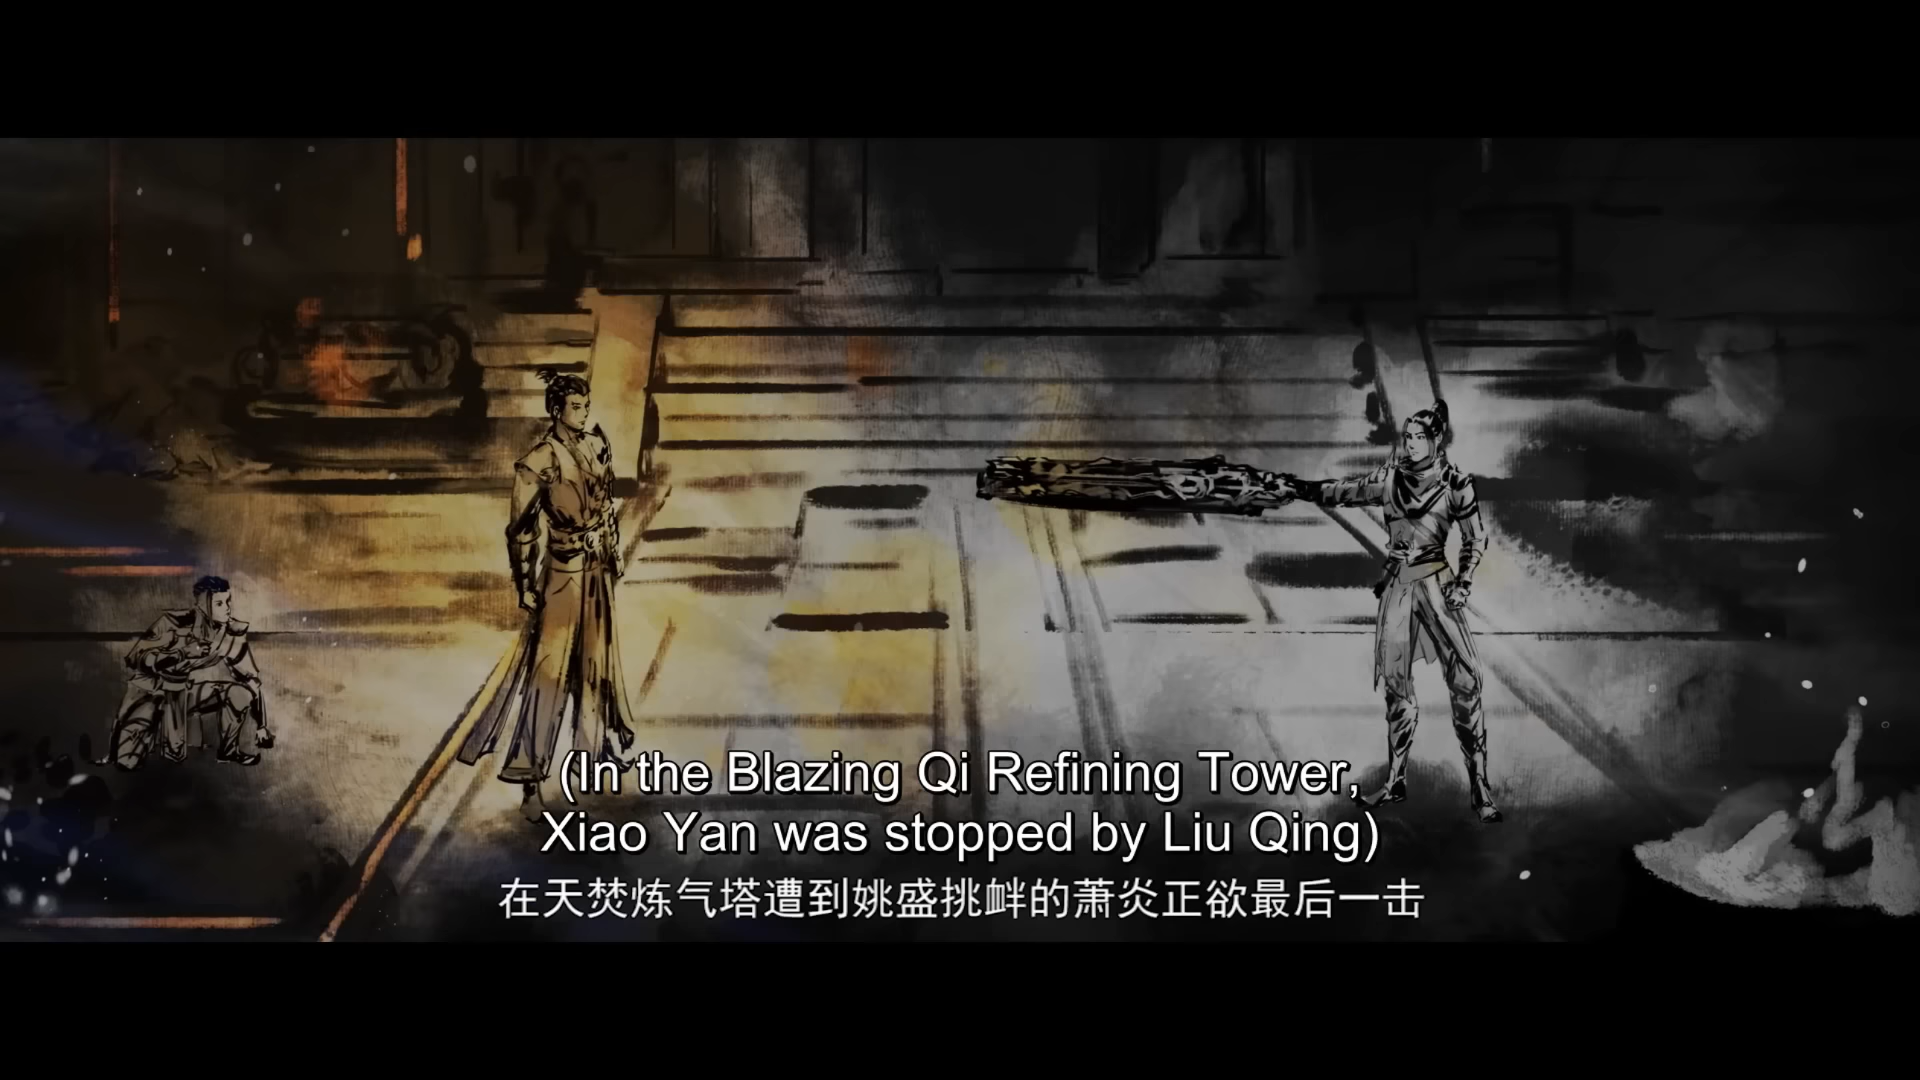 (In the Blazing Qi Refining Tower,
Xiao Yan was stopped by Liu Qing)
在天焚炼气塔遭到姚盛挑衅的萧炎正欲最后一击